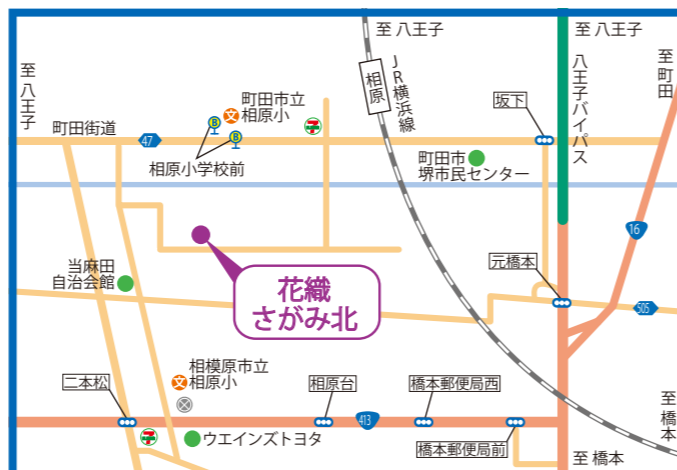 至 八王子
至 八王子
至 八王子
至 町田
JR横浜線
相原
八王子バイパス
町田市立
相原小
文
B
B
7
坂下
町田街道
47
相原小学校前
町田市
堺市民センター
16
当麻田
自治会館
花織
さがみ北
元橋本
505
相模原市立
相原小
文
二本松
相原台
橋本郵便局西
413
7
ウエインズトヨタ
橋本郵便局前
至 橋本
至 橋本